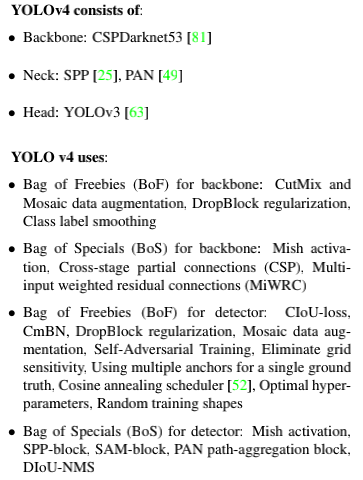 YOLOv4 consists of:
• Backbone: CSPDarknet53 [81]
• Neck: SPP [25], PAN [49]
• Head: YOLOv3 [63]
YOLO v4 uses:
• Bag of Freebies (BoF) for backbone: CutMix and
Mosaic data augmentation, DropBlock regularization,
Class label smoothing
• Bag of Specials (BoS) for backbone: Mish activa-
tion, Cross-stage partial connections (CSP), Multi-
input weighted residual connections (MiWRC)
• Bag of Freebies (BoF) for detector: CIoU-loss,
CmBN, DropBlock regularization, Mosaic data aug-
mentation, Self-Adversarial Training, Eliminate grid
sensitivity, Using multiple anchors for a single ground
truth, Cosine annealing scheduler [52], Optimal hyper-
parameters, Random training shapes
• Bag of Specials (BoS) for detector: Mish activation,
SPP-block, SAM-block, PAN path-aggregation block,
DIoU-NMS